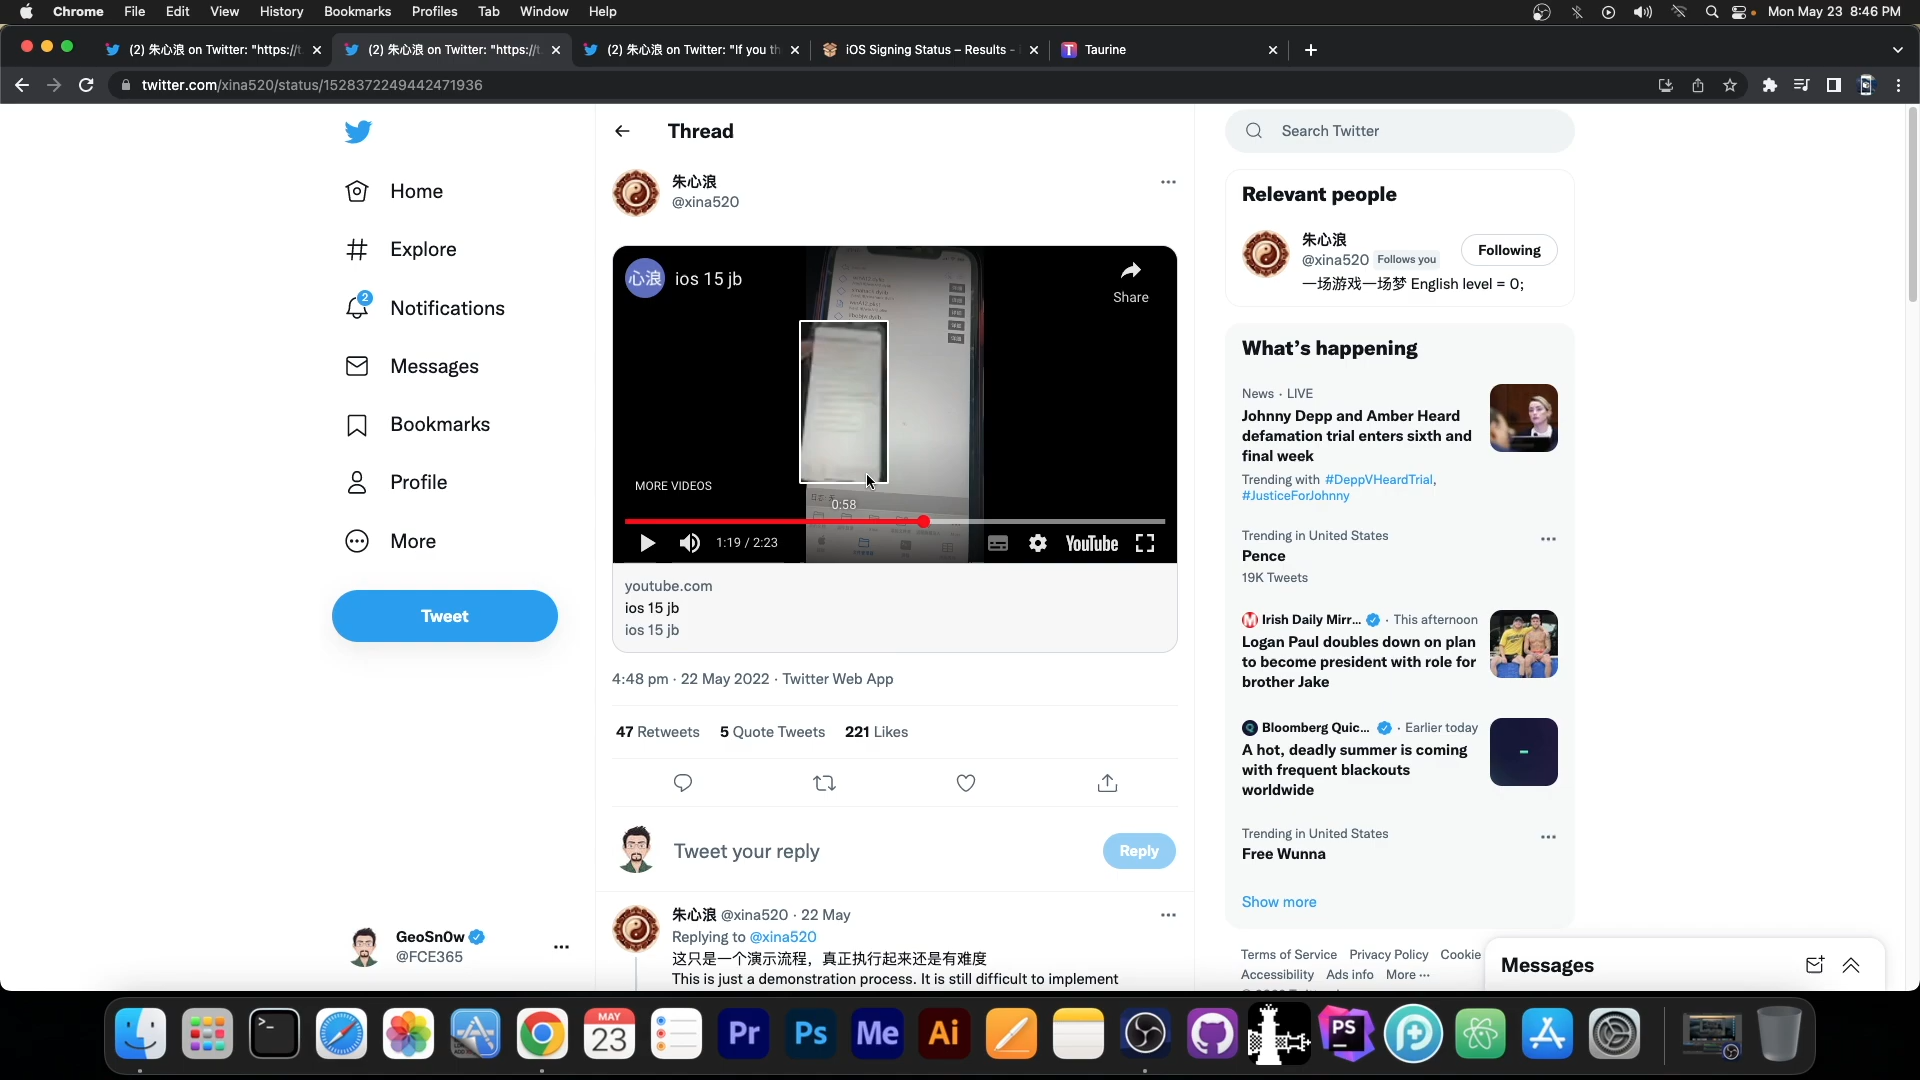 Chrome File Edit View History Bookmarks Profiles Tab Window Help
Mon May 23 8:46 PM
(2) 朱心浪 on Twitter: "https://t.
(2) 朱心浪 on Twitter: "https://t.
(2) 朱心浪 on Twitter: "If you th
iOS Signing Status – Results -
Taurine
twitter.com/xina520/status/1528372249442471936
Home
Explore
2
Notifications
Messages
Bookmarks
Profile
More
Tweet
GeoSn0w
@FCE365
Thread
朱心浪
@xina520
心浪
ios 15 jb
Share
MORE VIDEOS
0:58
1:19 / 2:23
YouTube
youtube.com
ios 15 jb
ios 15 jb
4:48 pm · 22 May 2022 · Twitter Web App
47 Retweets 5 Quote Tweets 221 Likes
Tweet your reply
Reply
朱心浪 @xina520 · 22 May
Replying to @xina520
这只是一个演示流程，真正执行起来还是有难度
This is just a demonstration process. It is still difficult to implement
Search Twitter
Relevant people
朱心浪
@xina520 Follows you
Following
一场游戏一场梦 English level = 0;
What's happening
News · LIVE
Johnny Depp and Amber Heard
defamation trial enters sixth and
final week
Trending with #DeppVHeardTrial,
#JusticeForJohnny
Trending in United States
Pence
19K Tweets
Irish Daily Mirr... · This afternoon
Logan Paul doubles down on plan
to become president with role for
brother Jake
Bloomberg Quic... · Earlier today
A hot, deadly summer is coming
with frequent blackouts
worldwide
Trending in United States
Free Wunna
Show more
Terms of Service Privacy Policy Cookie
Accessibility Ads info More ···
Messages
MAY
23
Pr
Ps
Me
Ai
PS